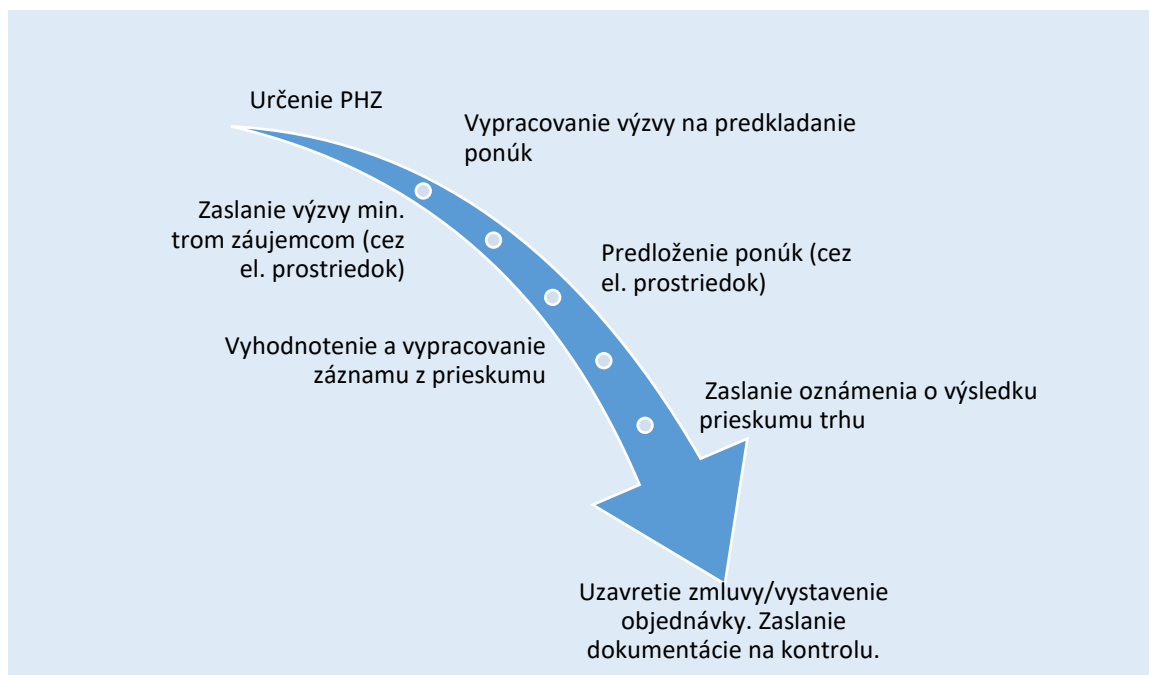 Určenie PHZ
Vypracovanie výzvy na predkladanie
ponúk
Zaslanie výzvy min.
trom záujemcom (cez
el. prostriedok)
Predloženie ponúk (cez
el. prostriedok)
Vyhodnotenie a vypracovanie
záznamu z prieskumu
Zaslanie oznámenia o výsledku
prieskumu trhu
Uzavretie zmluvy/vystavenie
objednávky. Zaslanie
dokumentácie na kontrolu.